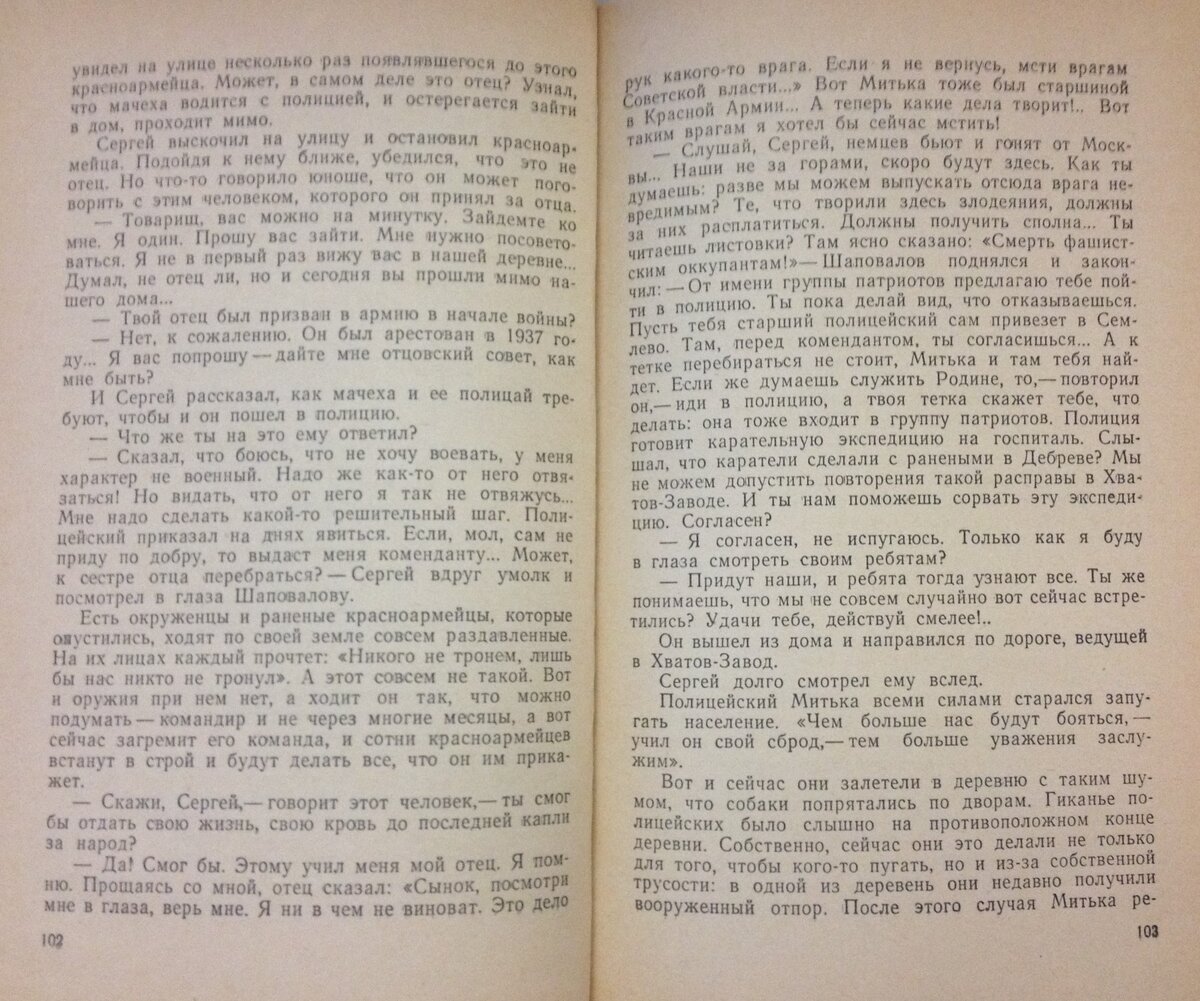 увидел на улице несколько раз появлявшегося до этого
красноармейца. Может, в самом деле это отец? Узнал,
что мачеха водится с полицией, и остерегается зайти
в дом, проходит мимо.
Сергей выскочил на улицу и остановил красноар-
мейца. Подойдя к нему ближе, убедился, что это не
отец. Но что-то говорило юноше, что он может пого-
ворить с этим человеком, которого он принял за отца.
— Товарищ, вас можно на минутку. Зайдемте ко
мне. Я один. Прошу вас зайти. Мне нужно посовето-
ваться. Я не в первый раз вижу вас в нашей деревне...
Думал, не отец ли, но и сегодня вы прошли мимо на-
шего дома...
— Твой отец был призван в армию в начале войны?
— Нет, к сожалению. Он был арестован в 1937 го-
ду... Я вас попрошу — дайте мне отцовский совет, как
мне быть?
И Сергей рассказал, как мачеха и ее полицай тре-
буют, чтобы и он пошел в полицию.
— Что же ты на это ему ответил?
— Сказал, что боюсь, что не хочу воевать, у меня
характер не военный. Надо же как-то от него отвя-
заться! Но видать, что от него я так не отвяжусь...
Мне надо сделать какой-то решительный шаг. Поли-
цейский приказал на днях явиться. Если, мол, сам не
приду по добру, то выдаст меня коменданту... Может,
к сестре отца перебраться? — Сергей вдруг умолк и
посмотрел в глаза Шаповалову.
Есть окруженцы и раненые красноармейцы, которые
опустились, ходят по своей земле совсем раздавленные.
На их лицах каждый прочтет: «Никого не тронем, лишь
бы нас никто не тронул». А этот совсем не такой. Вот
и оружия при нем нет, а ходит он так, что можно
подумать — командир и не через многие месяцы, а вот
сейчас загремит его команда, и сотни красноармейцев
встанут в строй и будут делать все, что он им прика-
жет.
— Скажи, Сергей,— говорит этот человек,— ты смог
бы отдать свою жизнь, свою кровь до последней капли
за народ?
— Да! Смог бы. Этому учил меня мой отец. Я пом-
ню. Прощаясь со мной, отец сказал: «Сынок, посмотри
мне в глаза, верь мне. Я ни в чем не виноват. Это дело
102
рук какого-то врага. Если я не вернусь, мсти врагам
Советской власти...» Вот Митька тоже был старшиной
в Красной Армии... А теперь какие дела творит!.. Вот
таким врагам я хотел бы сейчас мстить!
— Слушай, Сергей, немцев бьют и гонят от Моск-
вы... Наши не за горами, скоро будут здесь. Как ты
думаешь: разве мы можем выпускать отсюда врага не-
вредимым? Те, что творили здесь злодеяния, должны
за них расплатиться. Должны получить сполна... Ты
читаешь листовки? Там ясно сказано: «Смерть фашист-
ским оккупантам!» — Шаповалов поднялся и закон-
чил: — От имени группы патриотов предлагаю тебе пой-
ти в полицию. Ты пока делай вид, что отказываешься.
Пусть тебя старший полицейский сам привезет в Сем-
лево. Там, перед комендантом, ты согласишься... А к
тетке перебираться не стоит, Митька и там тебя най-
дет. Если же думаешь служить Родине, то,— повторил
он,— иди в полицию, а твоя тетка скажет тебе, что
делать: она тоже входит в группу патриотов. Полиция
готовит карательную экспедицию на госпиталь. Слы-
шал, что каратели сделали с ранеными в Дебреве? Мы
не можем допустить повторения такой расправы в Хва-
тов-Заводе. И ты нам поможешь сорвать эту экспеди-
цию. Согласен?
— Я согласен, не испугаюсь. Только как я буду
в глаза смотреть своим ребятам?
— Придут наши, и ребята тогда узнают все. Ты же
понимаешь, что мы не совсем случайно вот сейчас встре-
тились? Удачи тебе, действуй смелее!..
Он вышел из дома и направился по дороге, ведущей
в Хватов-Завод.
Сергей долго смотрел ему вслед.
Полицейский Митька всеми силами старался запу-
гать население. «Чем больше нас будут бояться,—
учил он свой сброд,— тем больше уважения заслу-
жим».
Вот и сейчас они залетели в деревню с таким шу-
мом, что собаки попрятались по дворам. Гиканье по-
лицейских было слышно на противоположном конце
деревни. Собственно, сейчас они это делали не только
для того, чтобы кого-то пугать, но и из-за собственной
трусости: в одной из деревень они недавно получили
вооруженный отпор. После этого случая Митька ре-
103